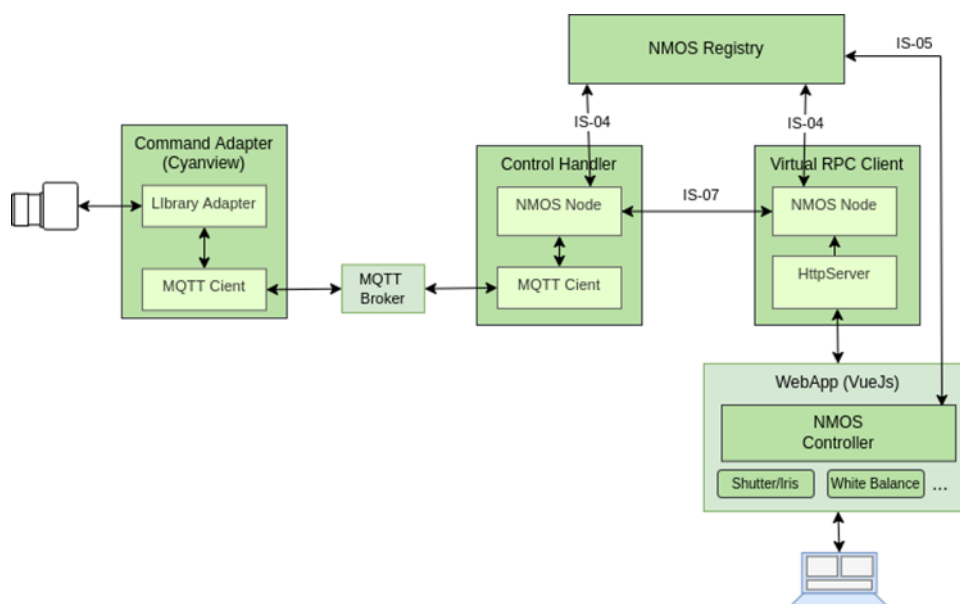 NMOS Registry
IS-05
IS-04
IS-04
Command Adapter
(Cyanview)
LIbrary Adapter
MQTT Cient
MQTT
Broker
Control Handler
NMOS Node
MQTT Cient
IS-07
Virtual RPC Client
NMOS Node
HttpServer
WebApp (VueJs)
NMOS
Controller
Shutter/Iris
White Balance
...